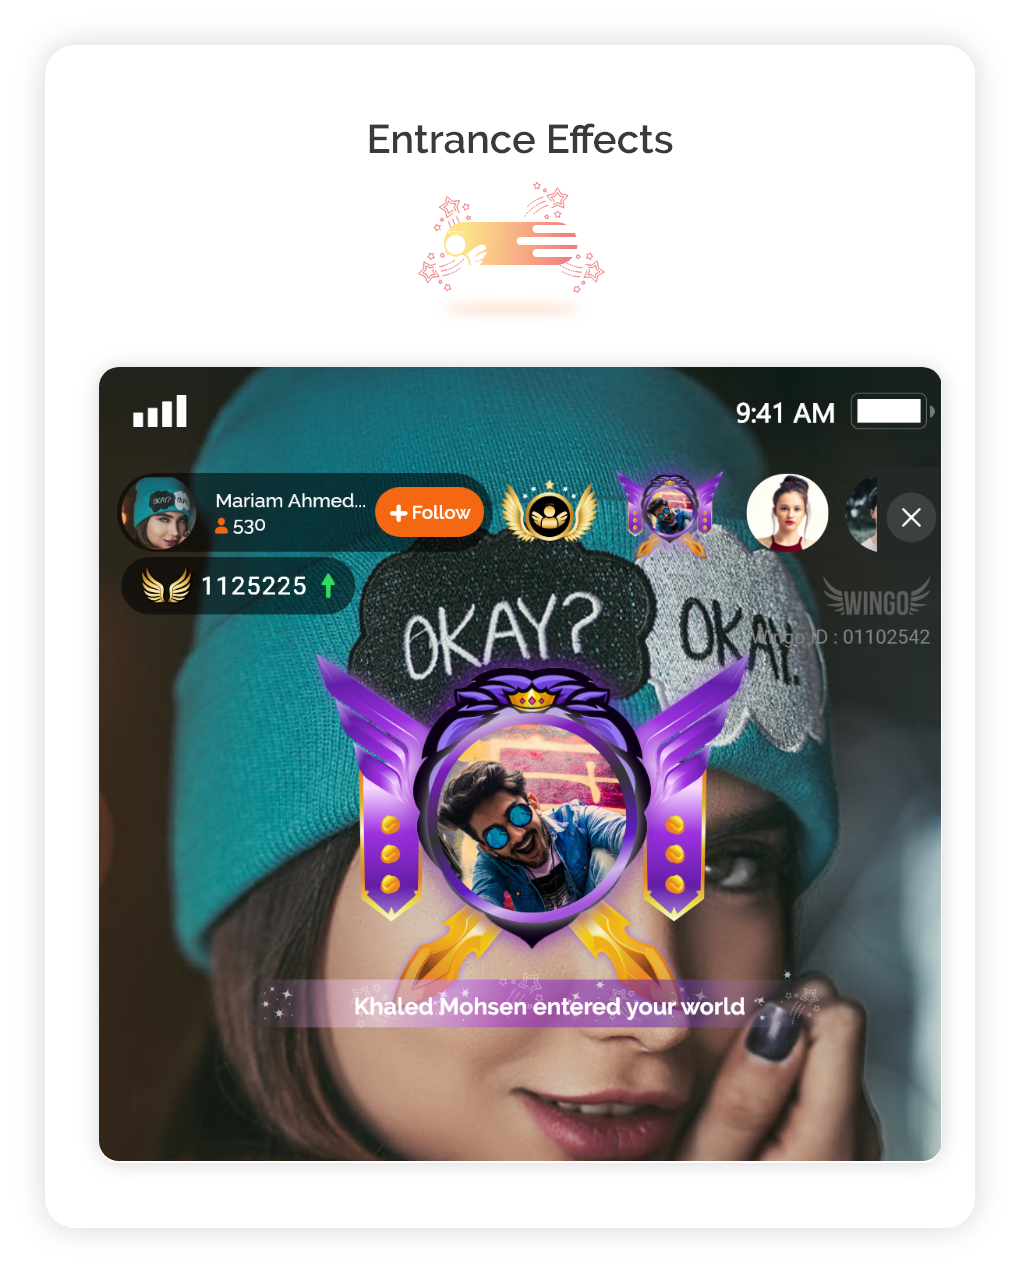 Entrance Effects
9:41 AM
Mariam Ahmed...
530
Follow
1125225
WINGO
Wingo ID : 01102542
OKAY?
OKAY.
OKAY?
Khaled Mohsen entered your world